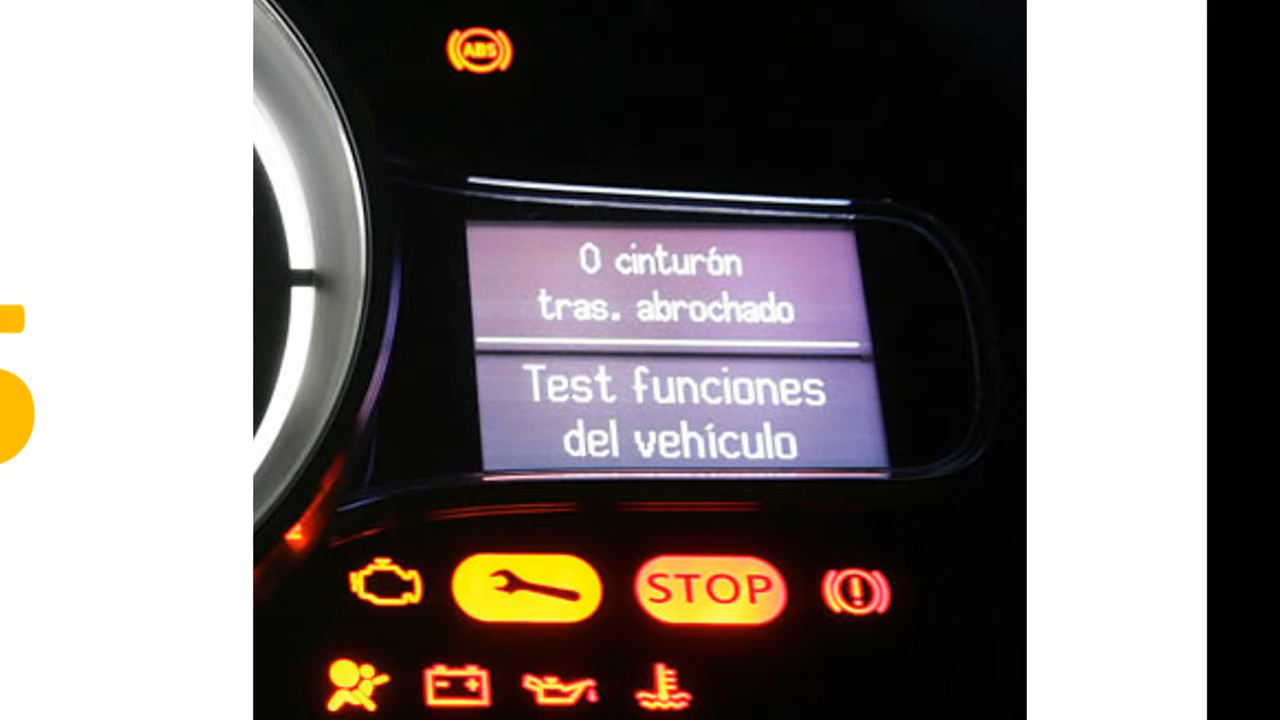 ABS
0 cinturón
tras. abrochado
Test funciones
del vehículo
STOP